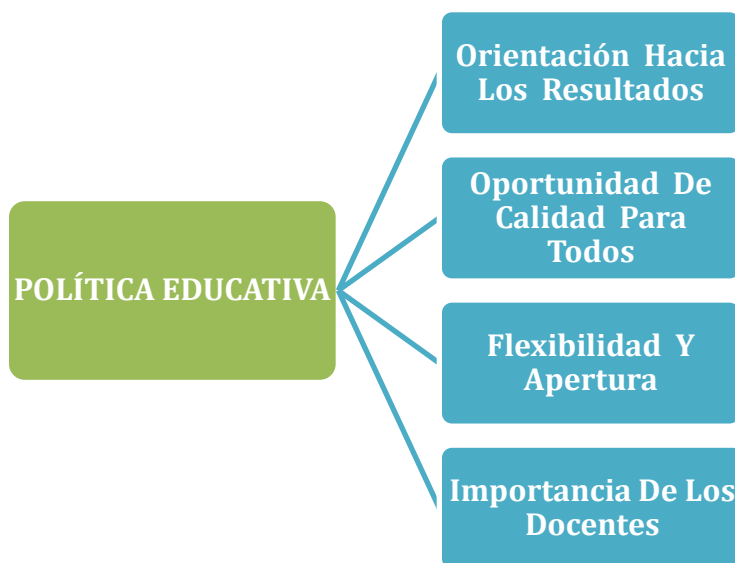 POLÍTICA EDUCATIVA
Orientación Hacia
Los Resultados
Oportunidad De
Calidad Para
Todos
Flexibilidad Y
Apertura
Importancia De Los
Docentes